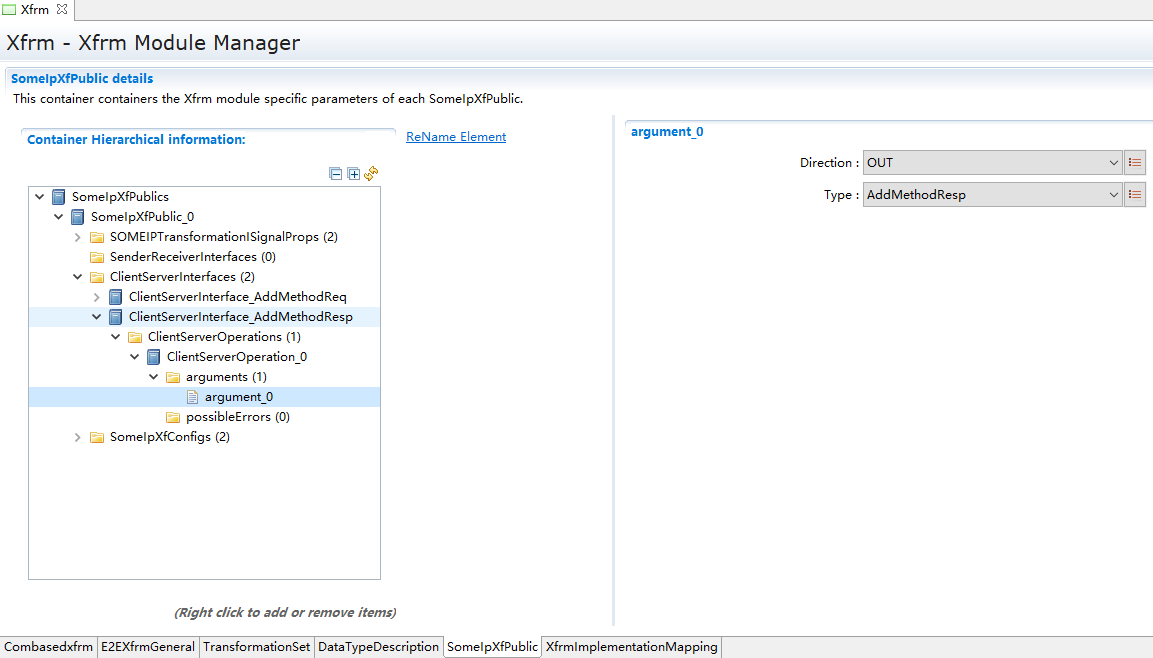 Xfrm
Xfrm - Xfrm Module Manager
SomeIpXfPublic details
This container containers the Xfrm module specific parameters of each SomeIpXfPublic.
Container Hierarchical information:
ReName Element
SomeIpXfPublics
SomeIpXfPublic_0
SOMEIPTransformationISignalProps (2)
SenderReceiverInterfaces (0)
ClientServerInterfaces (2)
ClientServerInterface_AddMethodReq
ClientServerInterface_AddMethodResp
ClientServerOperations (1)
ClientServerOperation_0
arguments (1)
argument_0
possibleErrors (0)
SomeIpXfConfigs (2)
(Right click to add or remove items)
argument_0
Direction : OUT
Type : AddMethodResp
Combasedxfrm E2EXfrmGeneral TransformationSet DataTypeDescription SomeIpXfPublic XfrmImplementationMapping